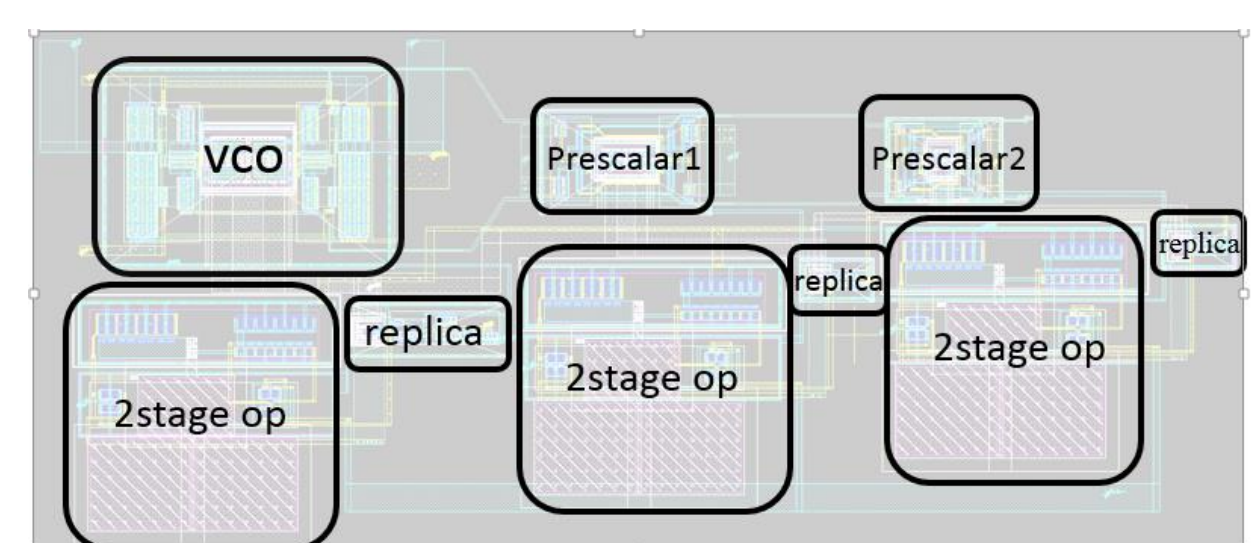 VCO
Prescalar1
Prescalar2
replica
replica
replica
2stage op
2stage op
2stage op